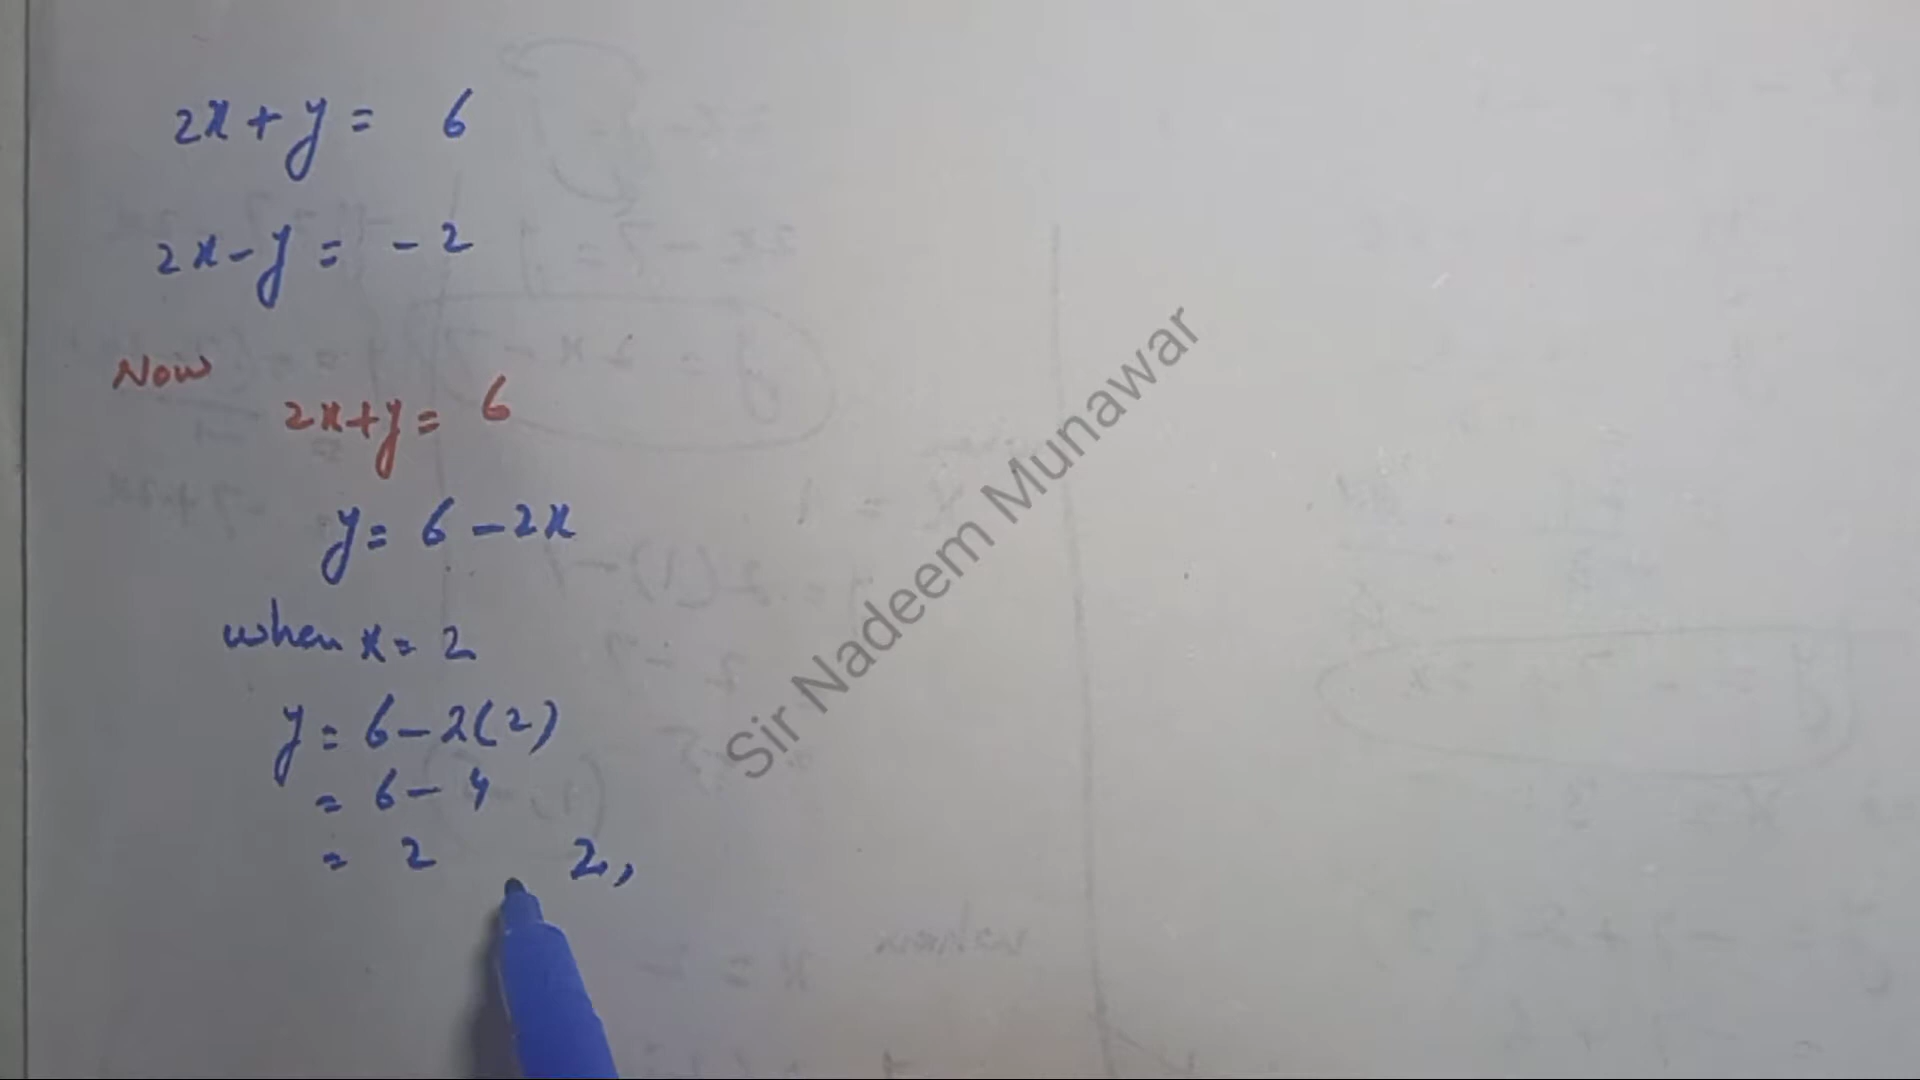 2x+y= 6
2x-y= -2
Now
2x+y= 6
y= 6-2x
when x= 2
y= 6-2(2)
= 6-4
= 2 2,
Sir Nadeem Munawar